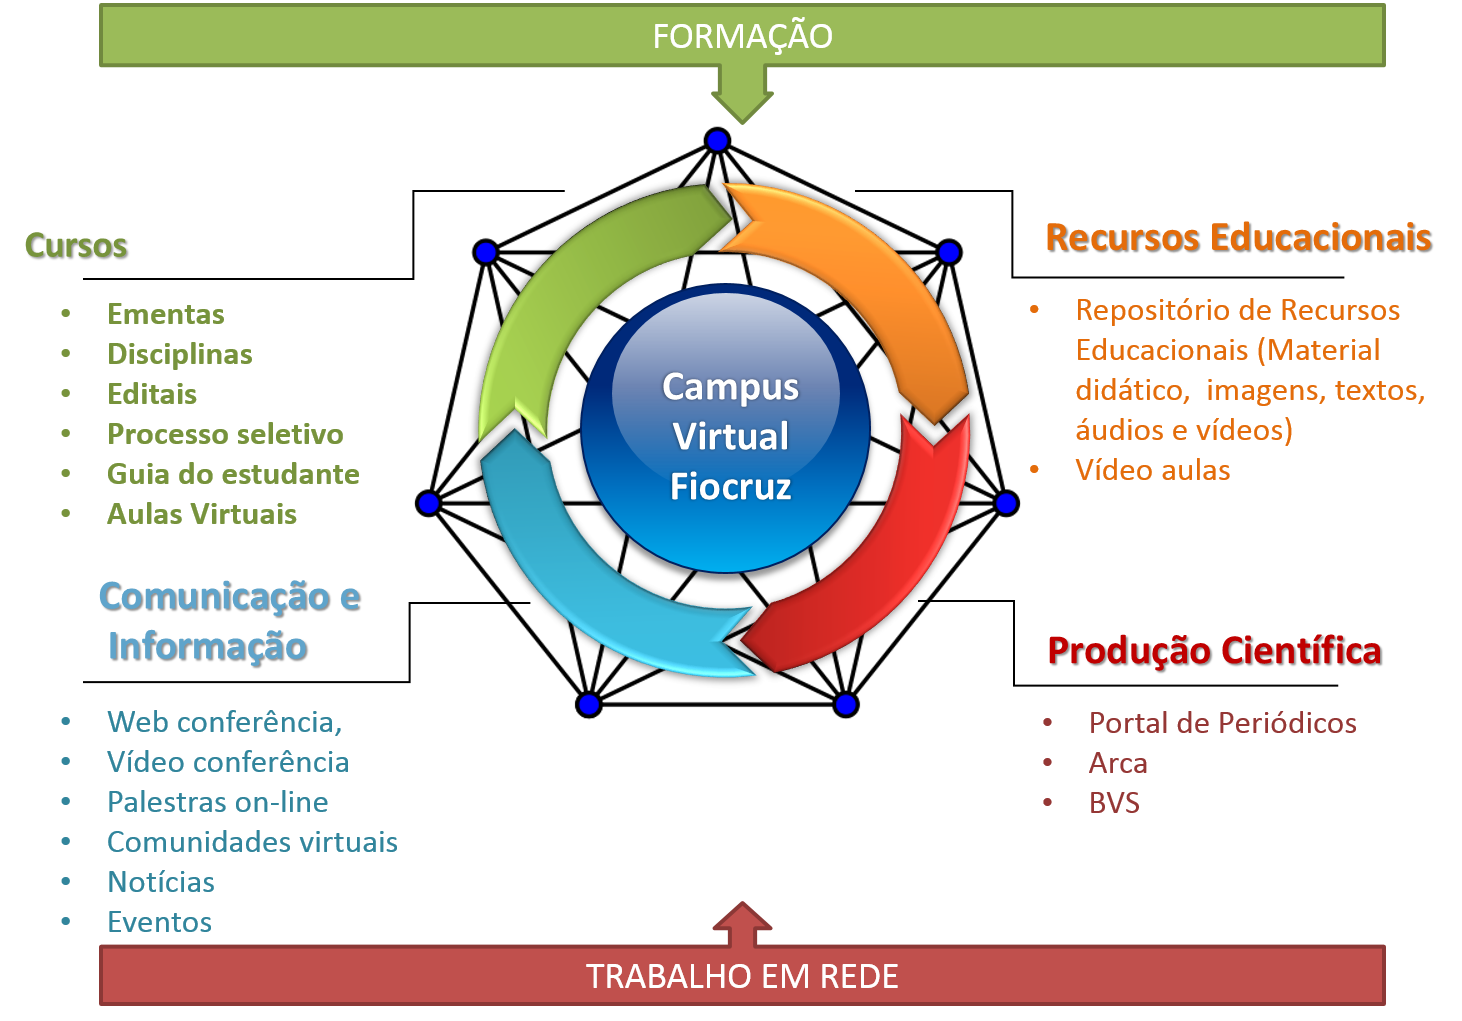 FORMAÇÃO
Cursos
• Ementas
• Disciplinas
• Editais
• Processo seletivo
• Guia do estudante
• Aulas Virtuais
Recursos Educacionais
• Repositório de Recursos
Educacionais (Material
didático, imagens, textos,
áudios e vídeos)
• Vídeo aulas
Campus
Virtual
Fiocruz
Comunicação e
Informação
• Web conferência,
• Vídeo conferência
• Palestras on-line
• Comunidades virtuais
• Notícias
• Eventos
Produção Científica
• Portal de Periódicos
• Arca
• BVS
TRABALHO EM REDE